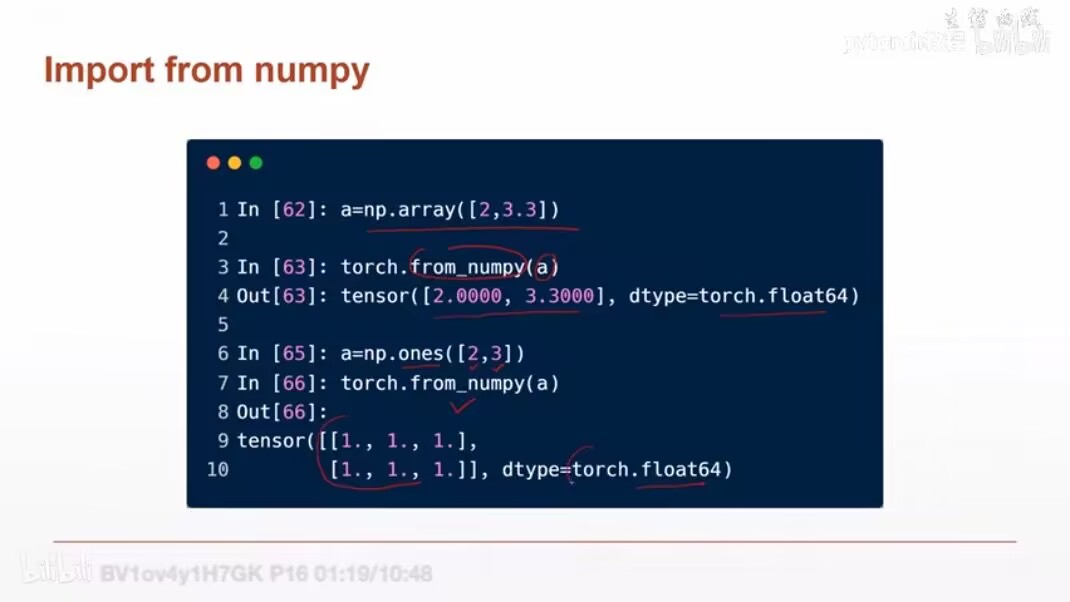 Import from numpy
1 In [62]: a=np.array([2,3.3])
2
3 In [63]: torch.from_numpy(a)
4 Out[63]: tensor([2.0000, 3.3000], dtype=torch.float64)
5
6 In [65]: a=np.ones([2,3])
7 In [66]: torch.from_numpy(a)
8 Out[66]:
9 tensor([[1., 1., 1.],
10 [1., 1., 1.]], dtype=torch.float64)
bilibili BV1ov4y1H7GK P16 01:19/10:48